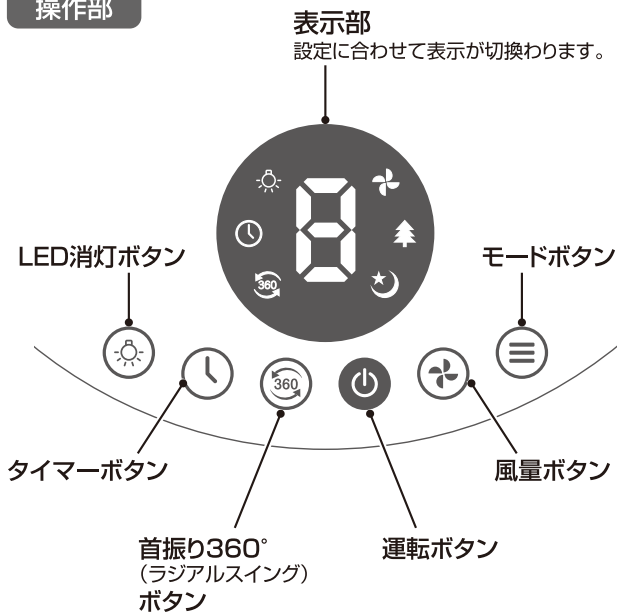 操作部
表示部
設定に合わせて表示が切換わります。
8
360
LED消灯ボタン
モードボタン
360
タイマーボタン
風量ボタン
首振り360°
（ラジアルスイング）
ボタン
運転ボタン